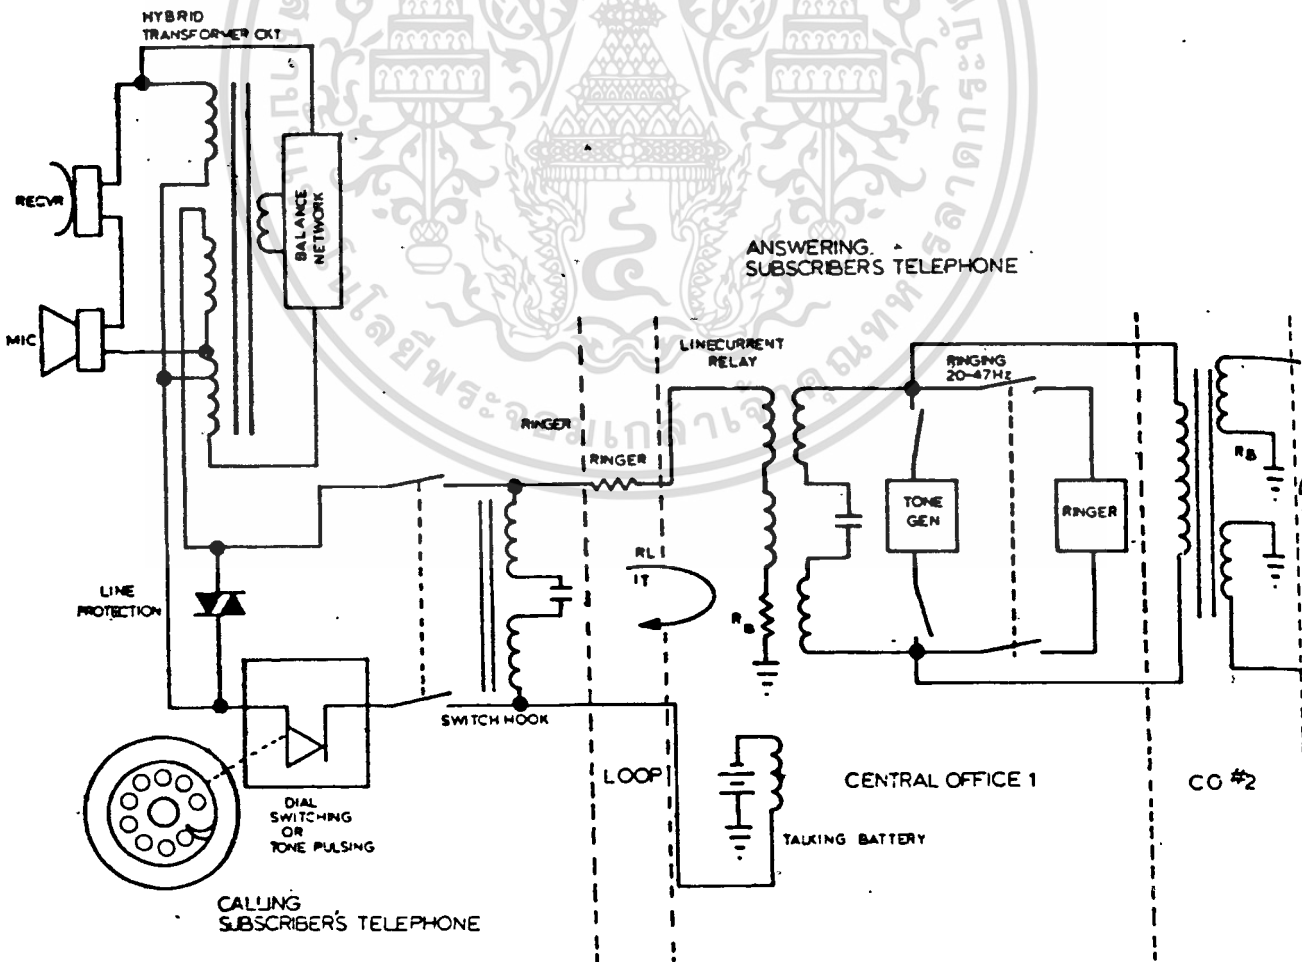 HYBRID
TRANSFORMER CKT
RECVR
MIC
BALANCE
NETWORK
ANSWERING.
SUBSCRIBERS TELEPHONE
LINECURRENT
RELAY
RINGING
20-47Hz
RINGER
RINGER
TONE
GEN
RINGER
RB
RL
IT
RB
LINE
PROTECTION
SWITCH HOOK
LOOP
CENTRAL OFFICE 1
CO #2
TALKING BATTERY
DIAL
SWITCHING
OR
TONE PULSING
CALLING
SUBSCRIBER'S TELEPHONE